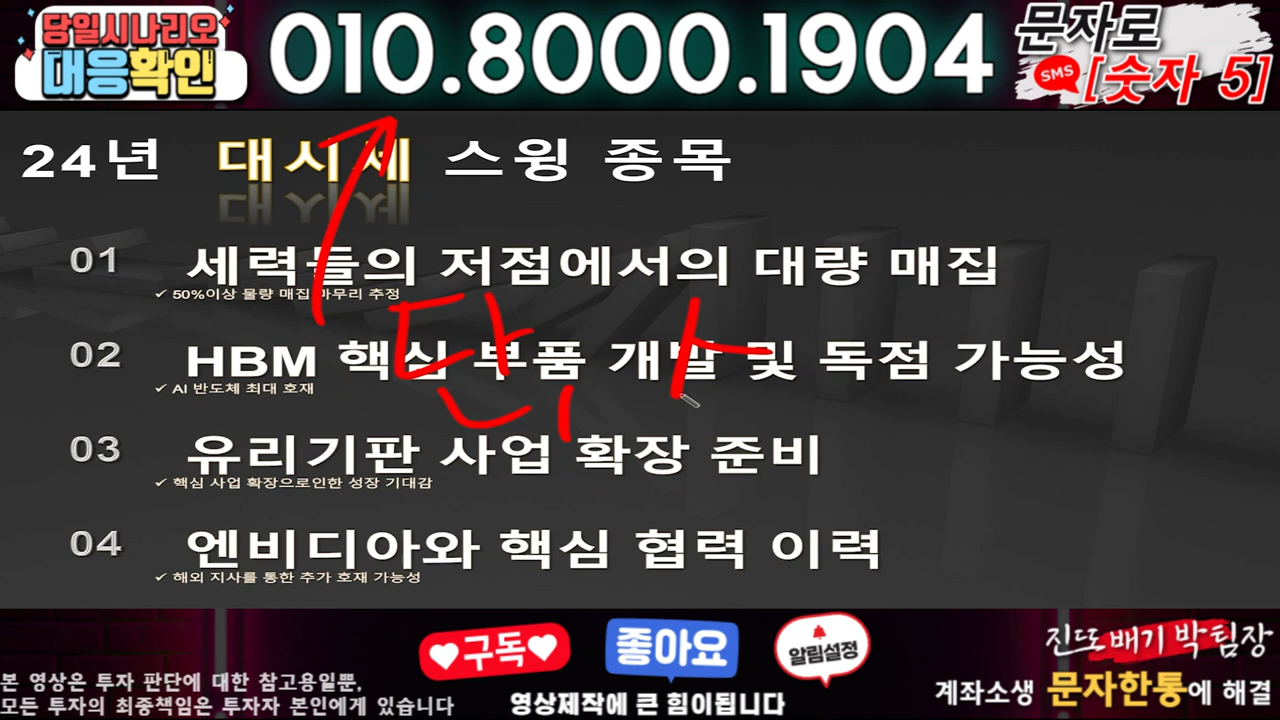 당일시나리오
대응확인
010.8000.1904
문자로
SMS
[숫자 5]
24년 대시세 스윙 종목
01 세력들의 저점에서의 대량 매집
✓ 50%이상 물량 매집 마무리 추정
02 HBM 핵심 부품 개발 및 독점 가능성
✓ AI 반도체 최대 호재
03 유리기판 사업 확장 준비
✓ 핵심 사업 확장으로인한 성장 기대감
04 엔비디아와 핵심 협력 이력
✓ 해외 지사를 통한 추가 호재 가능성
구독
좋아요
알림설정
영상제작에 큰 힘이됩니다
본 영상은 투자 판단에 대한 참고용일뿐,
모든 투자의 최종책임은 투자자 본인에게 있습니다
진또배기 박팀장
계좌소생 문자한통에 해결